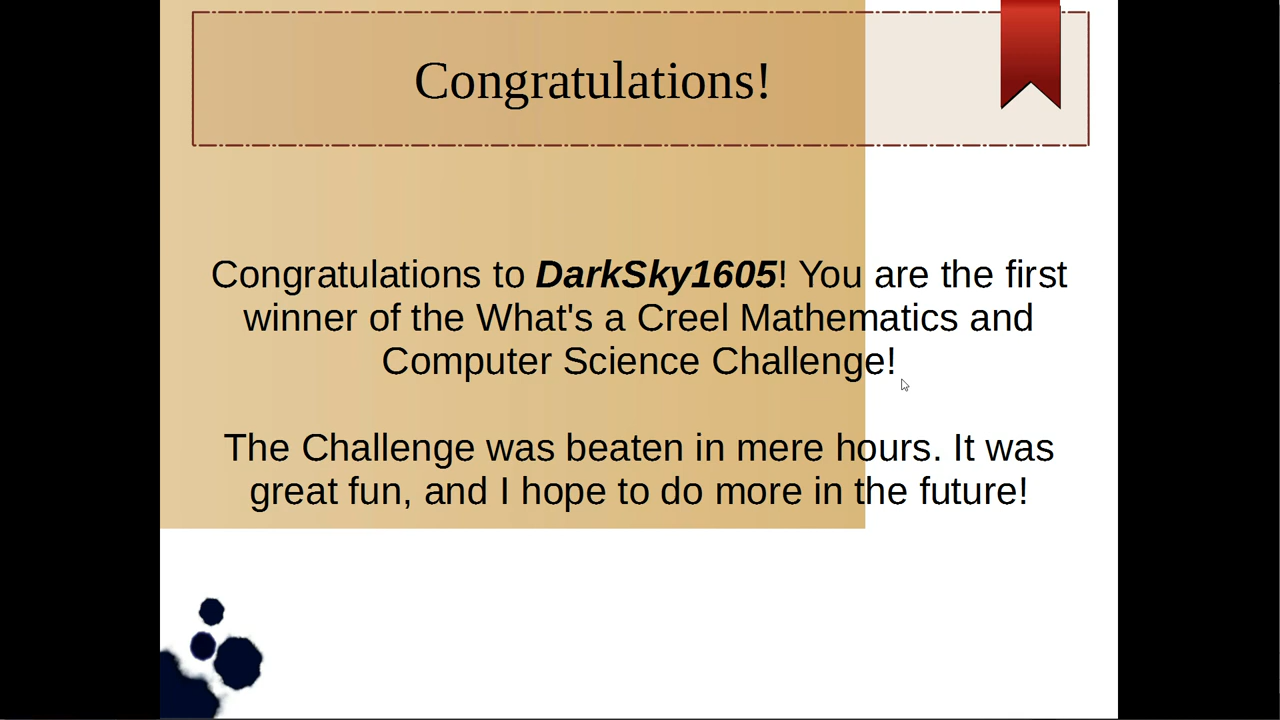 Congratulations!
Congratulations to DarkSky1605! You are the first
winner of the What's a Creel Mathematics and
Computer Science Challenge!
The Challenge was beaten in mere hours. It was
great fun, and I hope to do more in the future!